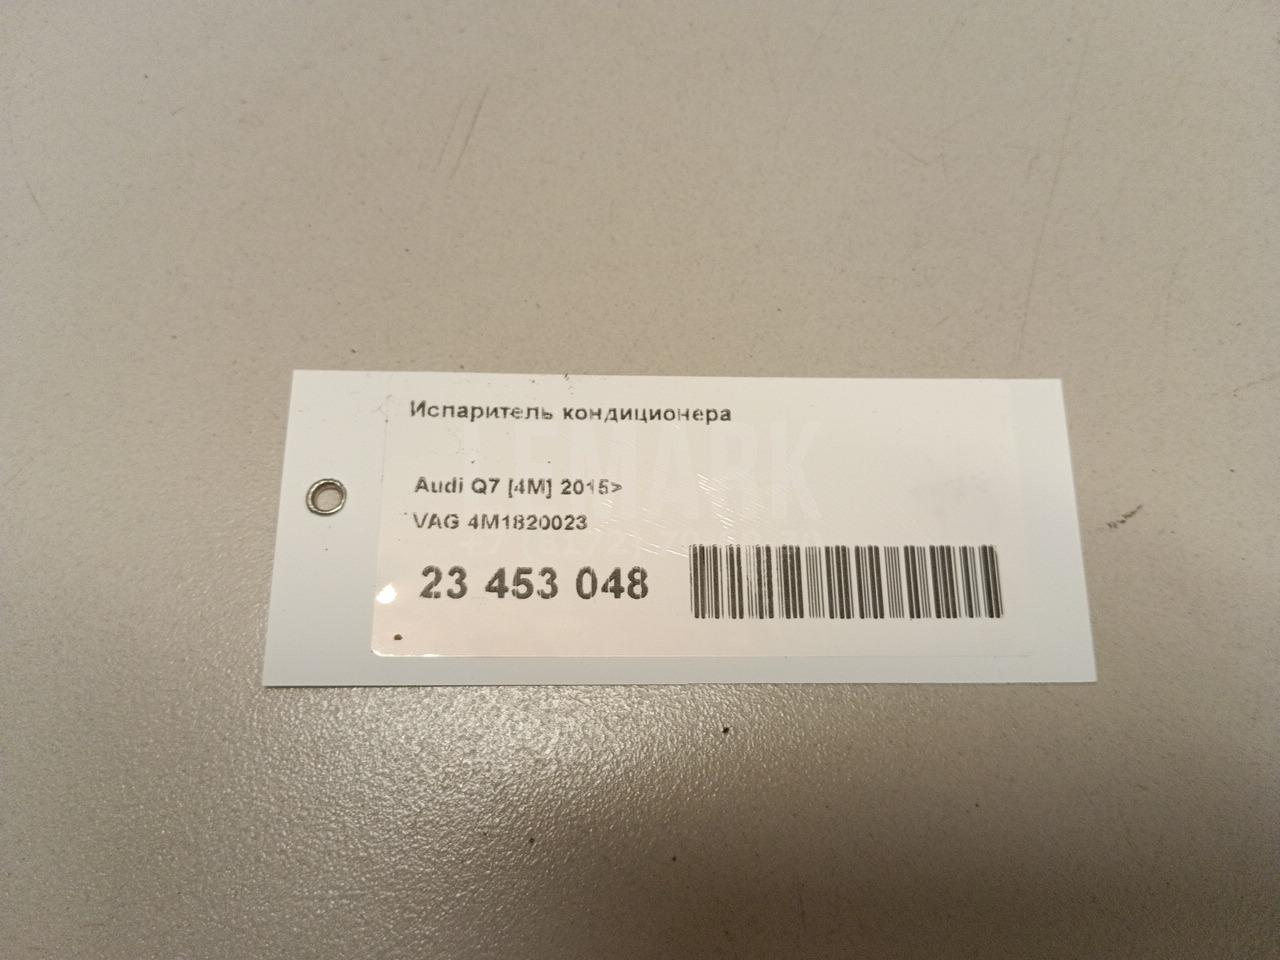 Испаритель кондиционера
Audi Q7 [4M] 2015>
VAG 4M1820023
23 453 048